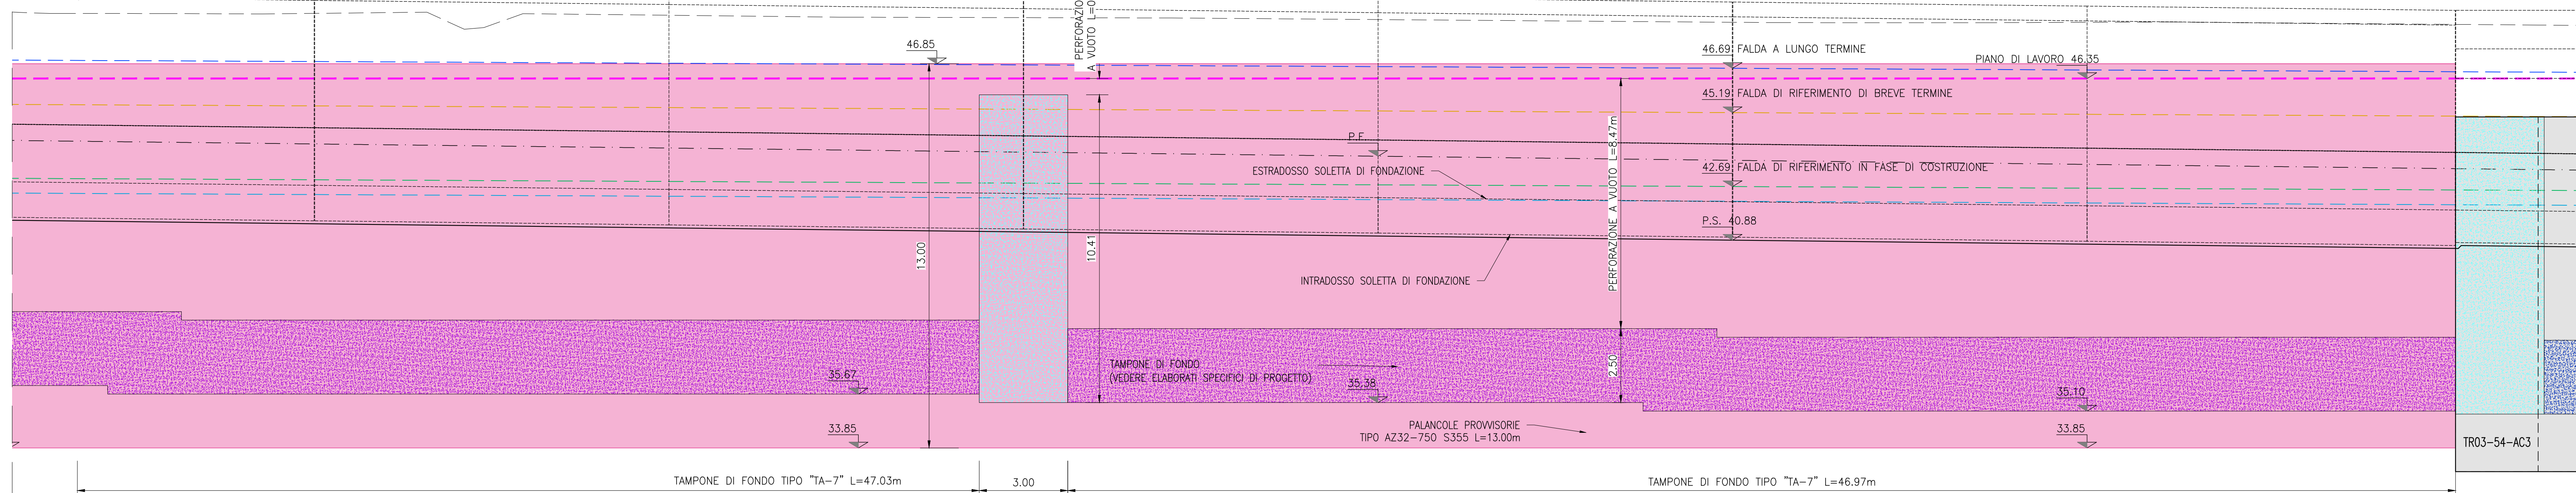 PERFORAZIO
A VUOTO L=0
46.85
46.69 FALDA A LUNGO TERMINE
PIANO DI LAVORO 46.35
45.19 FALDA DI RIFERIMENTO DI BREVE TERMINE
P.F.
ESTRADOSSO SOLETTA DI FONDAZIONE
42.69 FALDA DI RIFERIMENTO IN FASE DI COSTRUZIONE
PERFORAZIONE A VUOTO L=8.47m
P.S. 40.88
13.00
10.41
INTRADOSSO SOLETTA DI FONDAZIONE
TAMPONE DI FONDO
(VEDERE ELABORATI SPECIFICI DI PROGETTO)
2.50
35.67
35.38
35.10
PALANCOLE PROVVISORIE
TIPO AZ32-750 S355 L=13.00m
33.85
33.85
TR03-54-AC3
TAMPONE DI FONDO TIPO "TA-7" L=47.03m
3.00
TAMPONE DI FONDO TIPO "TA-7" L=46.97m